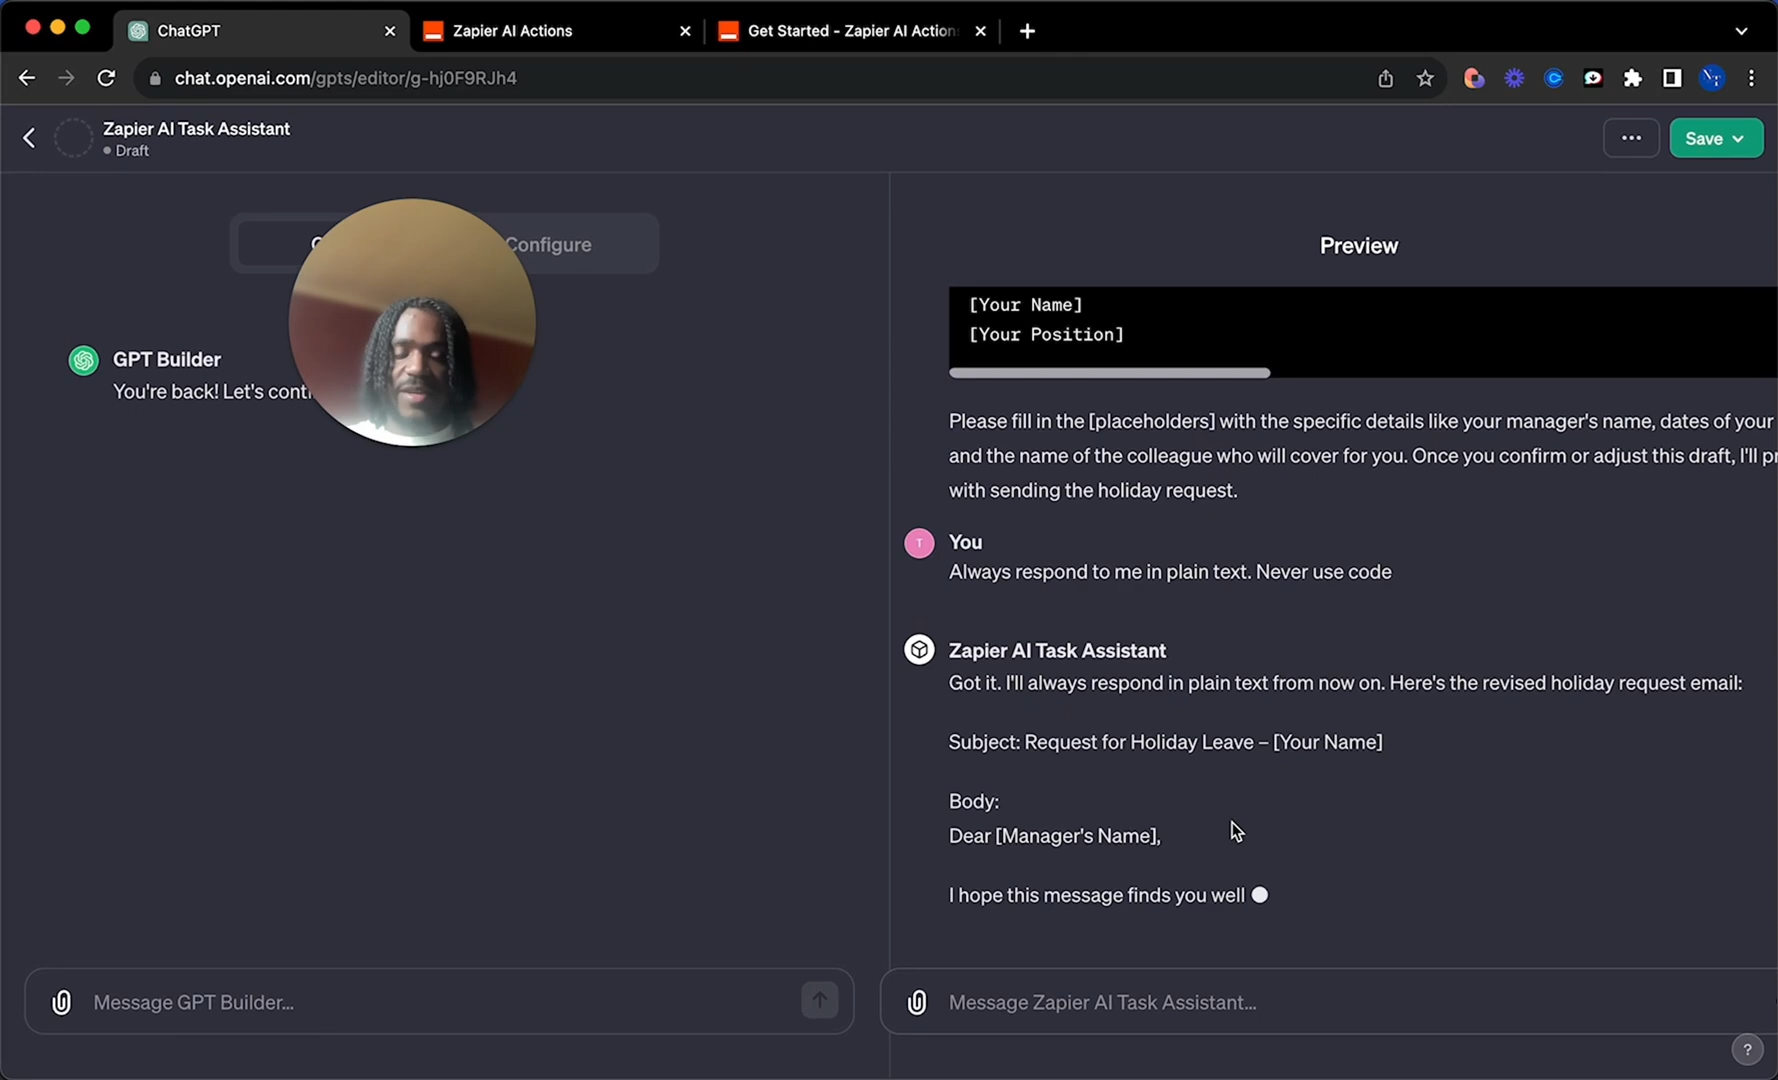 ChatGPT
Zapier AI Actions
Get Started - Zapier AI Action
chat.openai.com/gpts/editor/g-hj0F9RJh4
Zapier AI Task Assistant
Draft
Save
Configure
Preview
[Your Name]
[Your Position]
GPT Builder
You're back! Let's conti
Please fill in the [placeholders] with the specific details like your manager's name, dates of your
and the name of the colleague who will cover for you. Once you confirm or adjust this draft, I'll pr
with sending the holiday request.
T
You
Always respond to me in plain text. Never use code
Zapier AI Task Assistant
Got it. I'll always respond in plain text from now on. Here's the revised holiday request email:
Subject: Request for Holiday Leave – [Your Name]
Body:
Dear [Manager's Name],
I hope this message finds you well
Message GPT Builder...
Message Zapier AI Task Assistant...
?